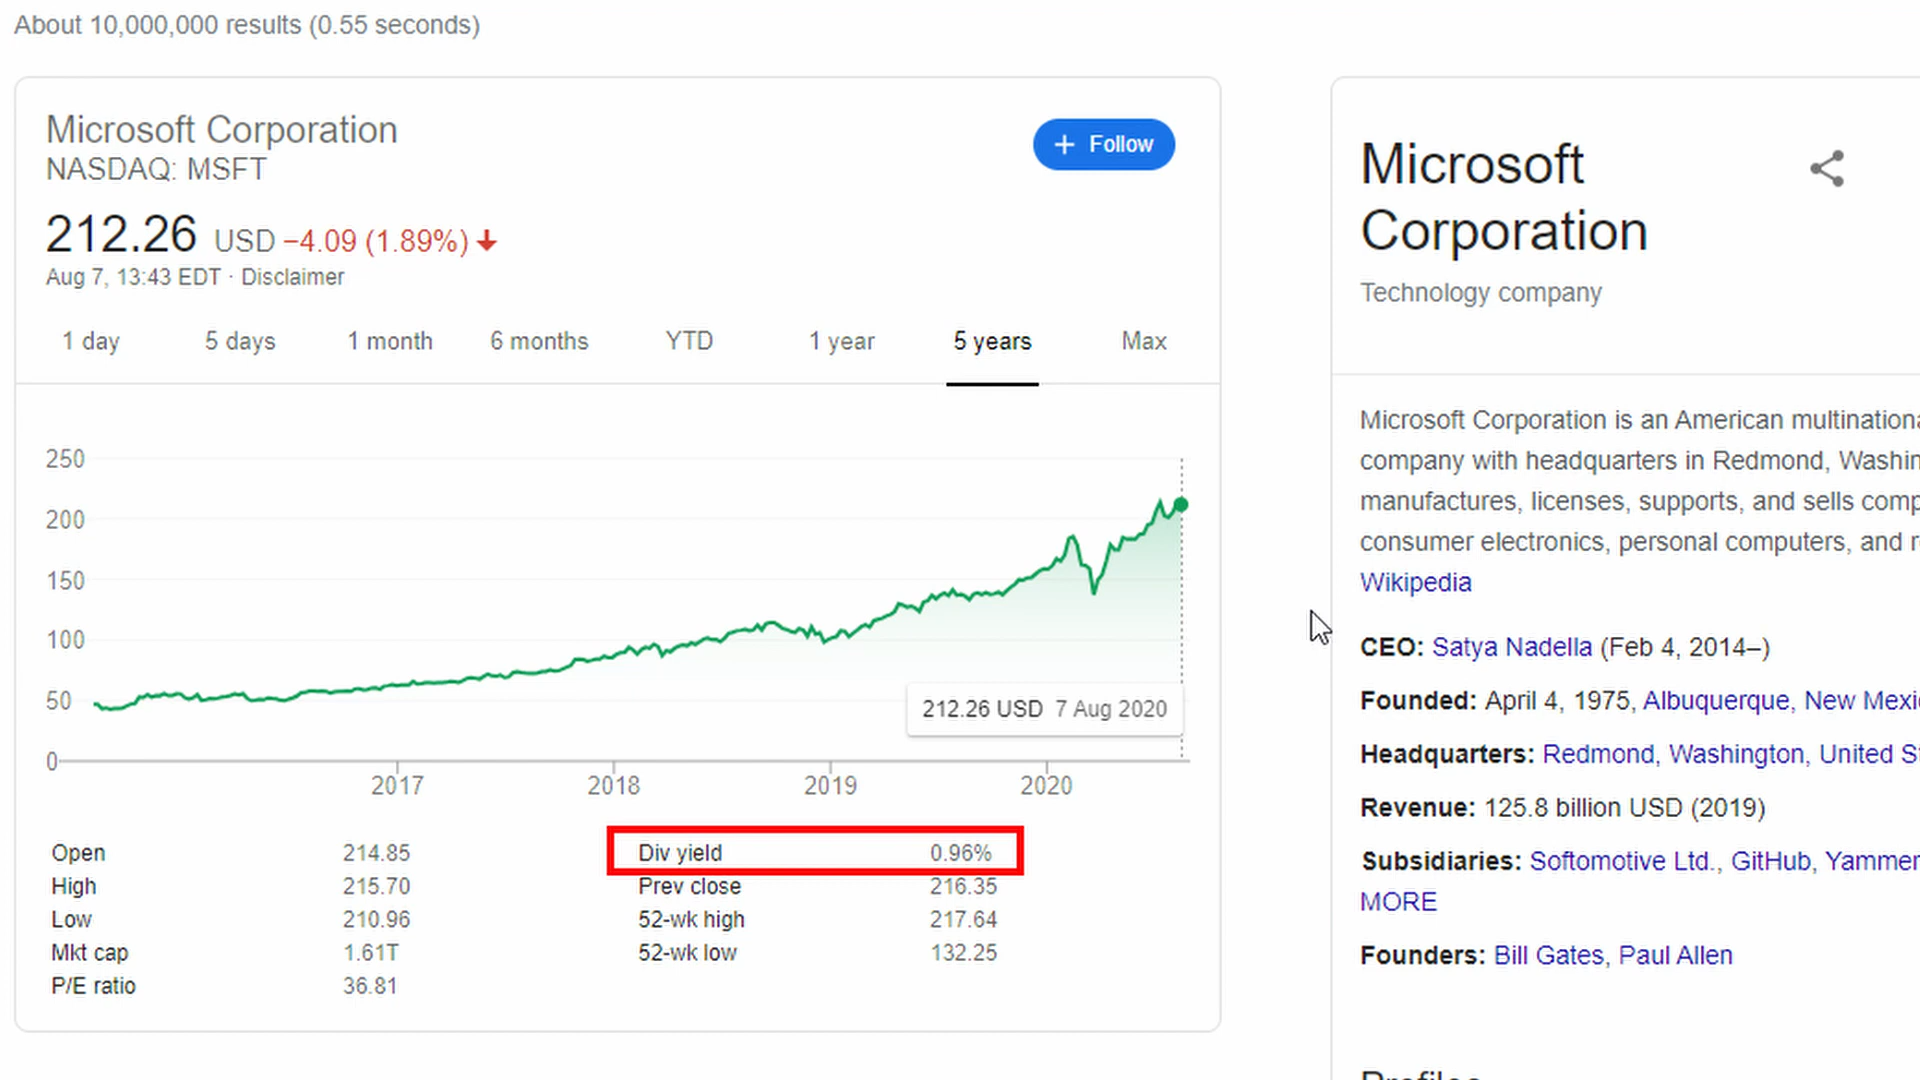 About 10,000,000 results (0.55 seconds)
Microsoft Corporation
NASDAQ: MSFT
+ Follow
212.26 USD −4.09 (1.89%)
Aug 7, 13:43 EDT · Disclaimer
1 day 5 days 1 month 6 months YTD 1 year 5 years Max
250
200
150
100
50
0
212.26 USD 7 Aug 2020
2017 2018 2019 2020
Open 214.85 Div yield 0.96%
High 215.70 Prev close 216.35
Low 210.96 52-wk high 217.64
Mkt cap 1.61T 52-wk low 132.25
P/E ratio 36.81
Microsoft
Corporation
Technology company
Microsoft Corporation is an American
company with headquarters in Redmond,
manufactures, licenses, supports, and sells
consumer electronics, personal computers, and
Wikipedia
CEO: Satya Nadella (Feb 4, 2014–)
Founded: April 4, 1975, Albuquerque, New
Headquarters: Redmond, Washington, United
Revenue: 125.8 billion USD (2019)
Subsidiaries: Softomotive Ltd., GitHub, Yammer
MORE
Founders: Bill Gates, Paul Allen